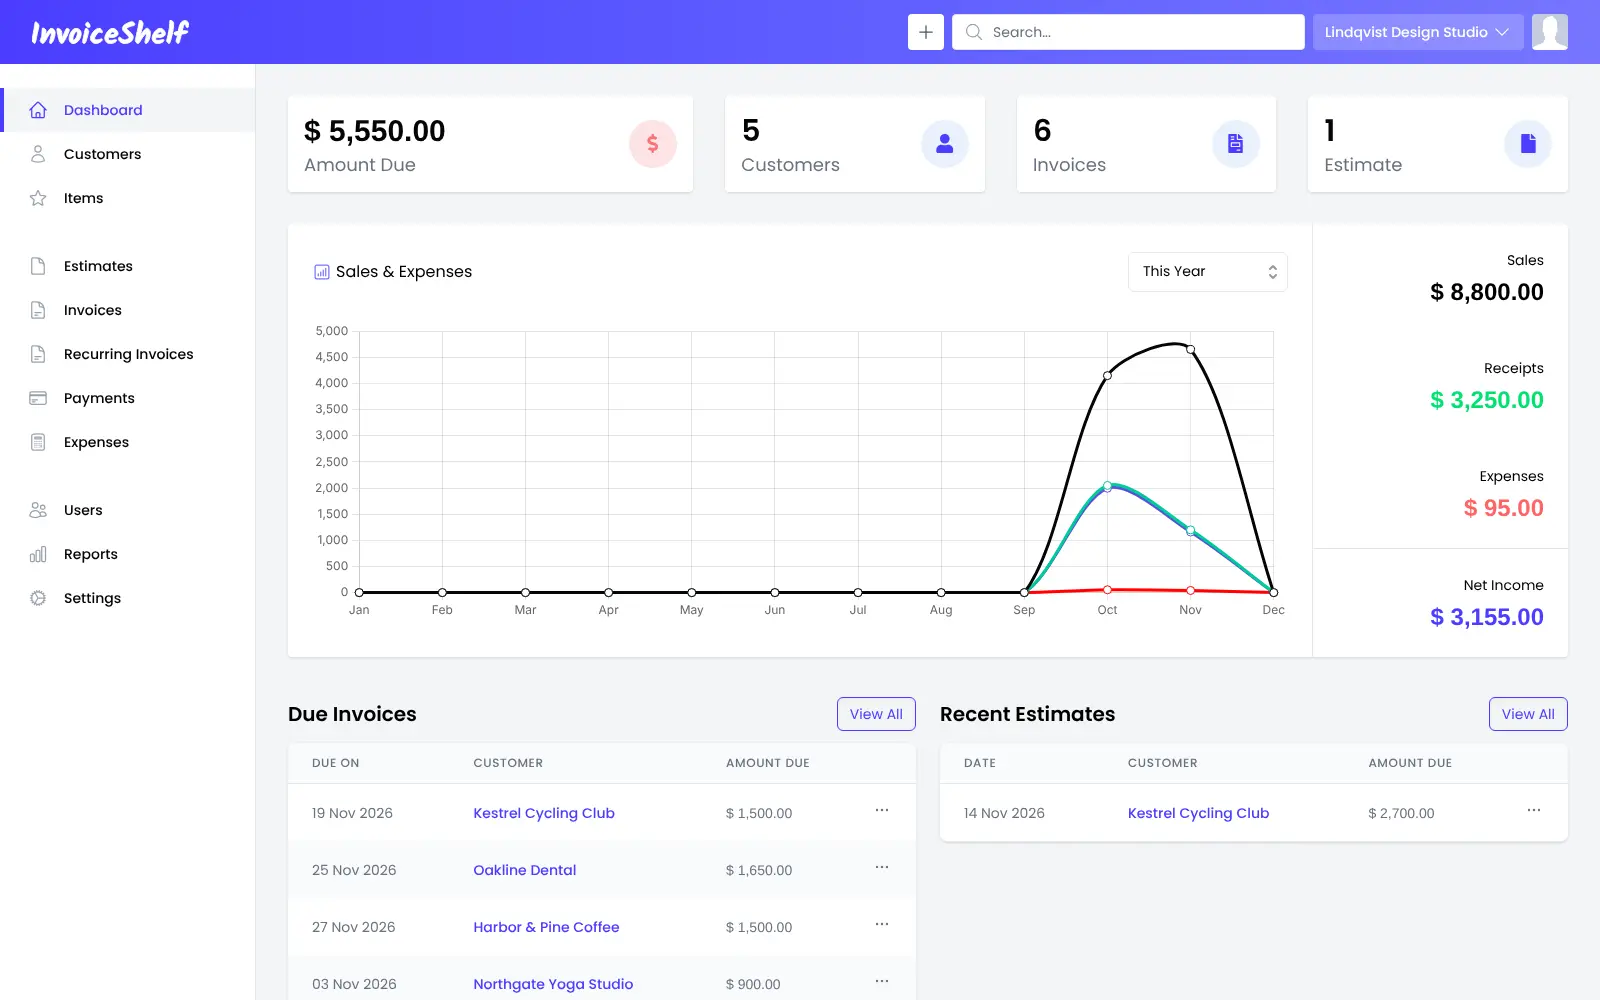 InvoiceShelf
Search...
Lindqvist Design Studio
Dashboard
Customers
Items
Estimates
Invoices
Recurring Invoices
Payments
Expenses
Users
Reports
Settings
$ 5,550.00
Amount Due
$
5
Customers
6
Invoices
1
Estimate
Sales & Expenses
This Year
5,000
4,500
4,000
3,500
3,000
2,500
2,000
1,500
1,000
500
0
Jan Feb Mar Apr May Jun Jul Aug Sep Oct Nov Dec
Sales
$ 8,800.00
Receipts
$ 3,250.00
Expenses
$ 95.00
Net Income
$ 3,155.00
Due Invoices
View All
DUE ON CUSTOMER AMOUNT DUE
19 Nov 2026 Kestrel Cycling Club $ 1,500.00 ...
25 Nov 2026 Oakline Dental $ 1,650.00 ...
27 Nov 2026 Harbor & Pine Coffee $ 1,500.00 ...
03 Nov 2026 Northgate Yoga Studio $ 900.00 ...
Recent Estimates
View All
DATE CUSTOMER AMOUNT DUE
14 Nov 2026 Kestrel Cycling Club $ 2,700.00 ...